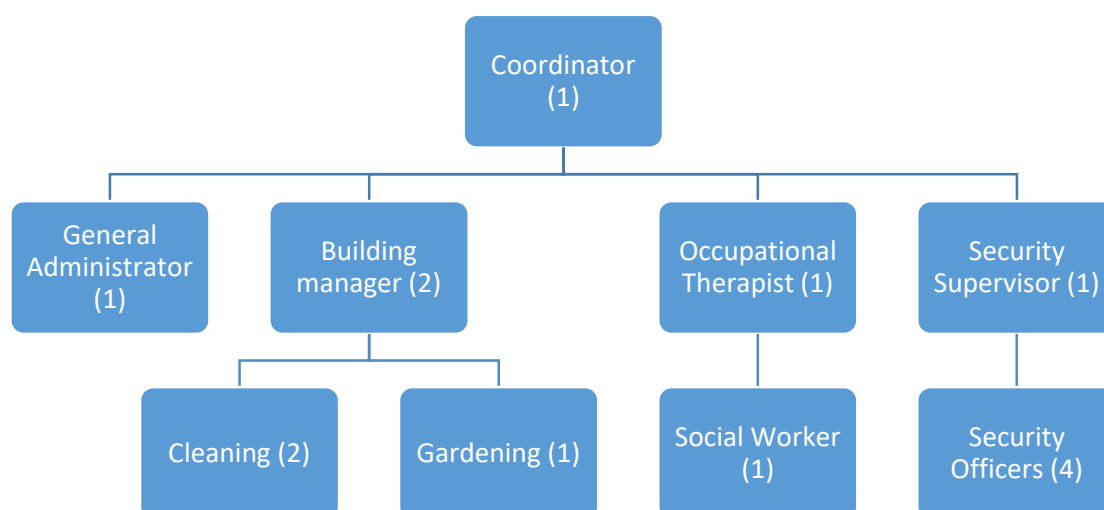 Coordinator
(1)
General
Administrator
(1)
Building
manager (2)
Occupational
Therapist (1)
Security
Supervisor (1)
Cleaning (2)
Gardening (1)
Social Worker
(1)
Security
Officers (4)